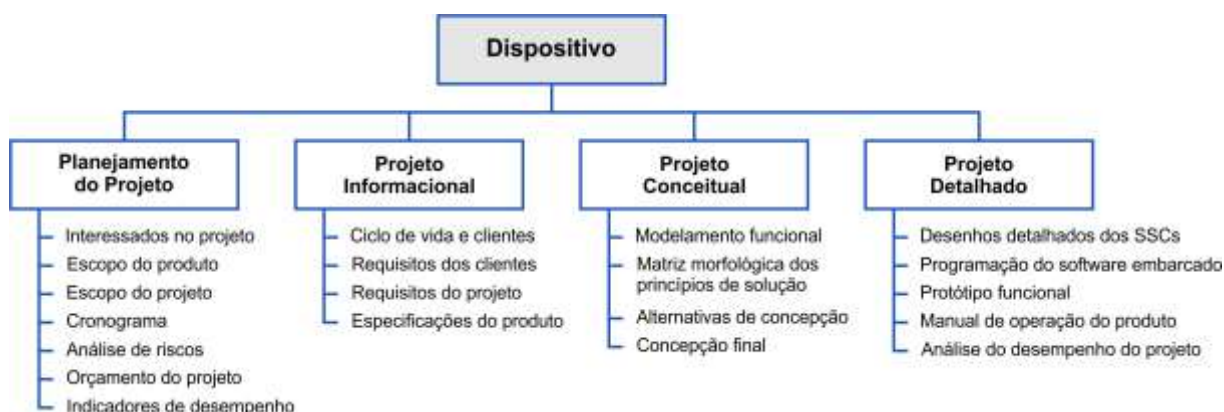 Dispositivo
Planejamento
do Projeto
Interessados no projeto
Escopo do produto
Escopo do projeto
Cronograma
Análise de riscos
Orçamento do projeto
Indicadores de desempenho
Projeto
Informacional
Ciclo de vida e clientes
Requisitos dos clientes
Requisitos do projeto
Especificações do produto
Projeto
Conceitual
Modelamento funcional
Matriz morfológica dos
princípios de solução
Alternativas de concepção
Concepção final
Projeto
Detalhado
Desenhos detalhados dos SSCs
Programação do software embarcado
Protótipo funcional
Manual de operação do produto
Análise do desempenho do projeto